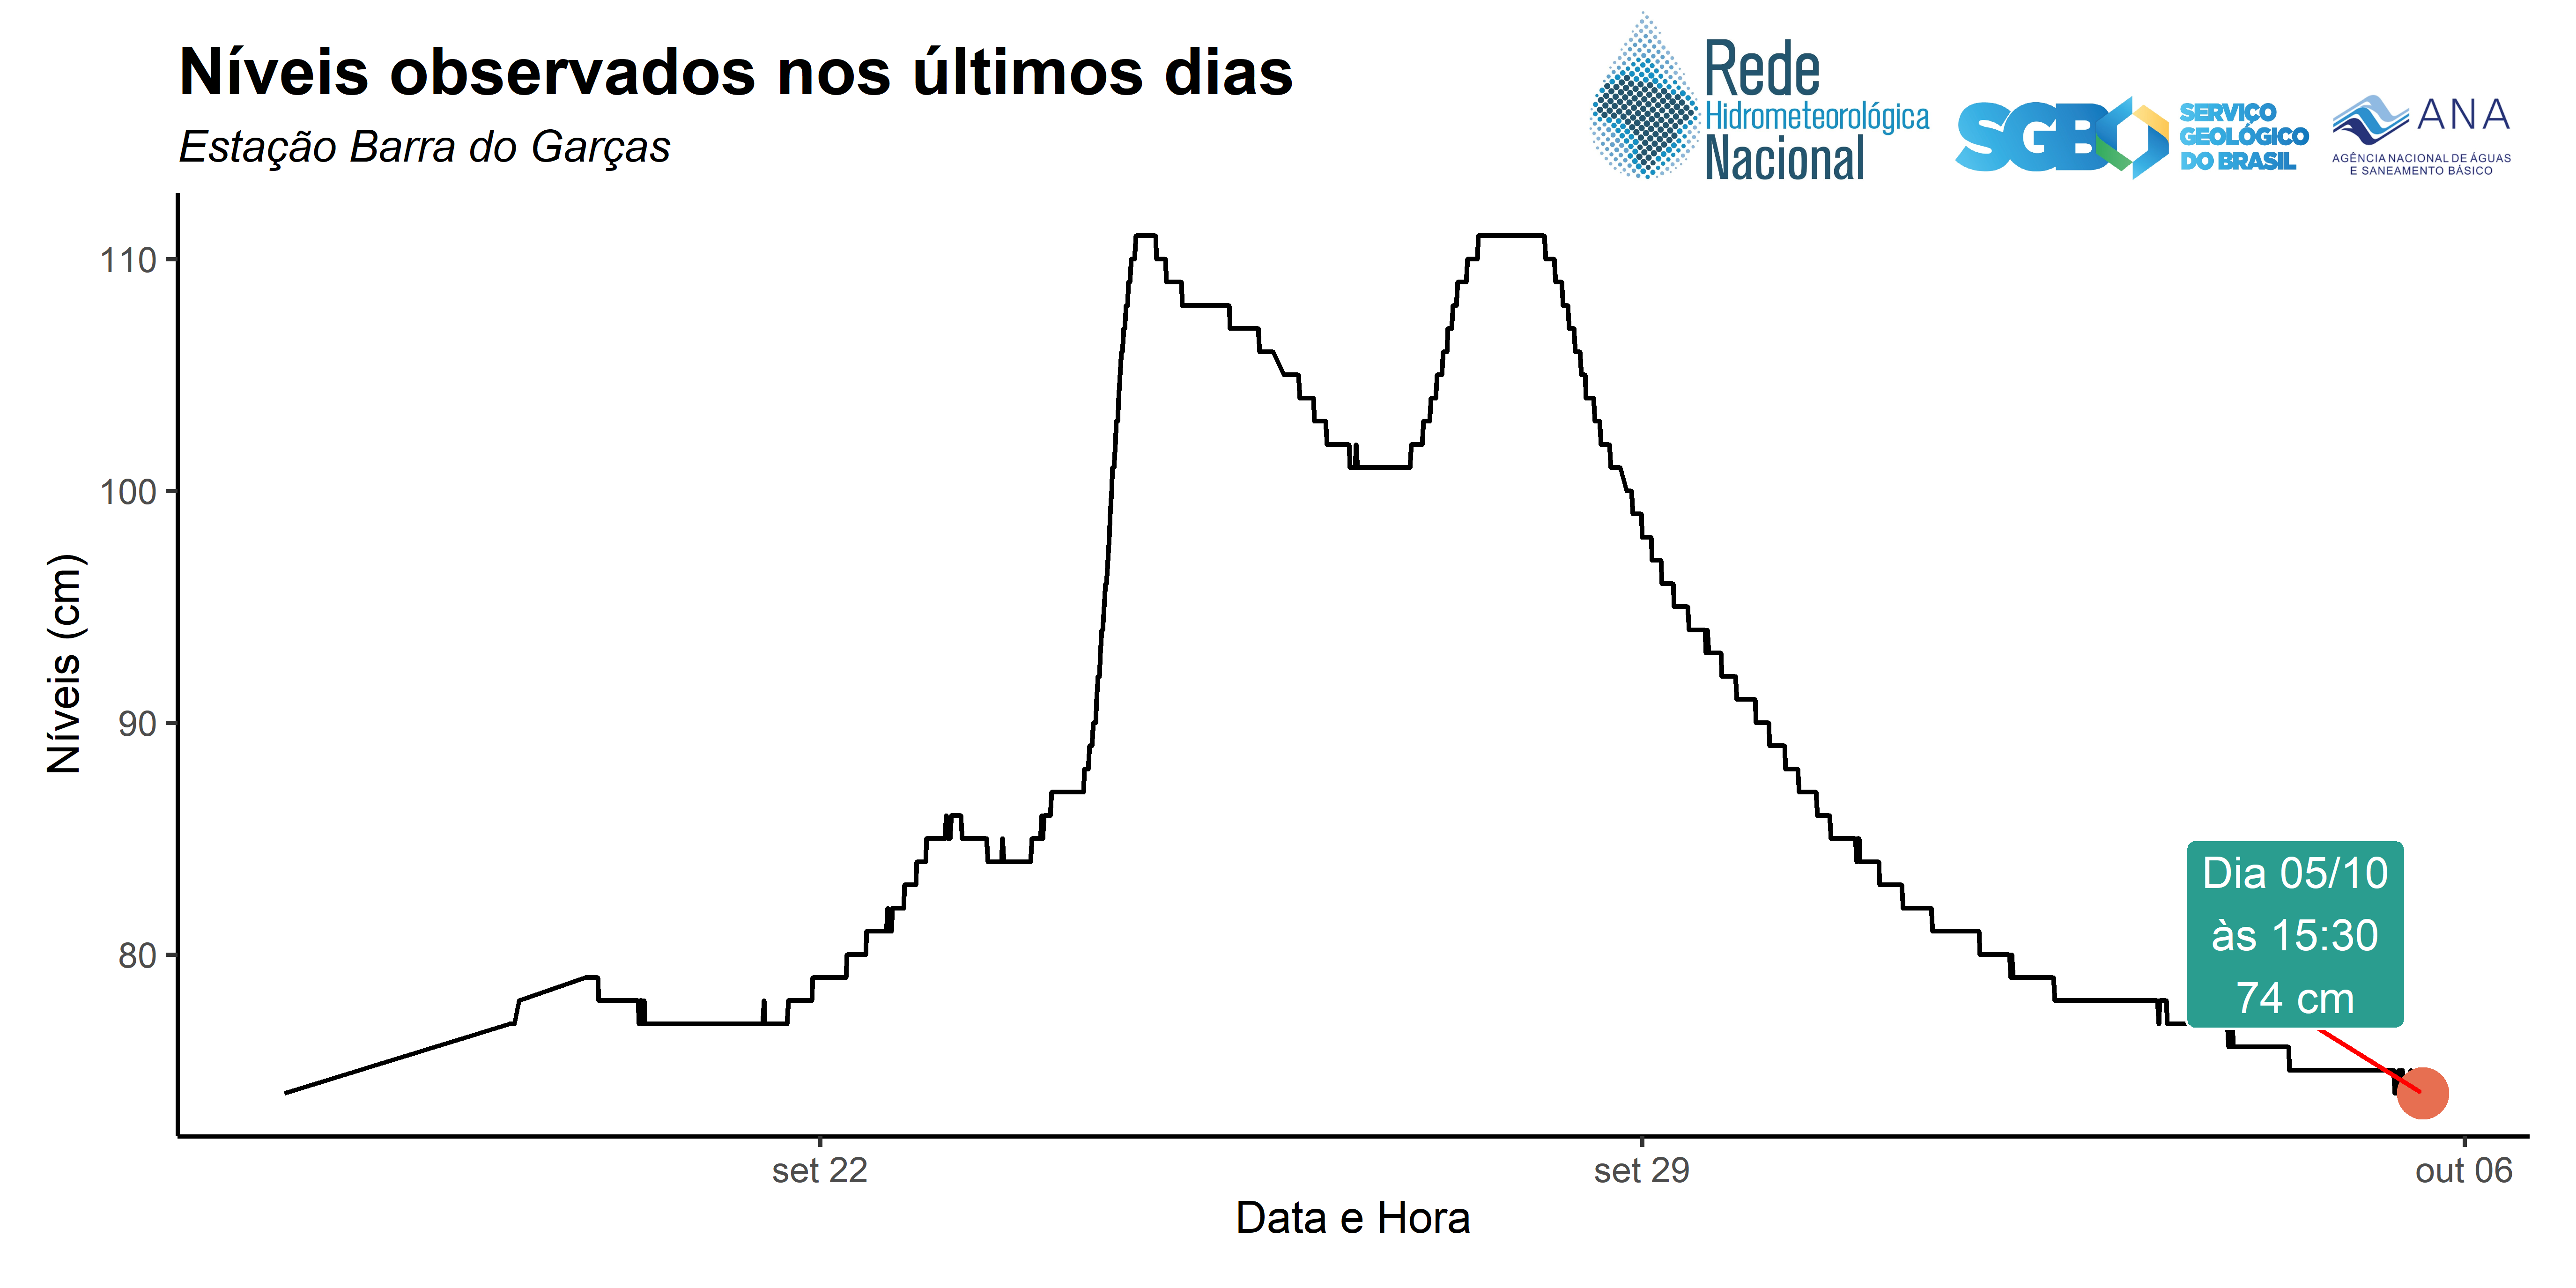 Níveis observados nos últimos dias
Estação Barra do Garças
Rede
Hidrometeorológica
Nacional
SGB
SERVIÇO
GEOLÓGICO
DO BRASIL
ANA
AGÊNCIA NACIONAL DE ÁGUAS
E SANEAMENTO BÁSICO
Níveis (cm)
110
100
90
80
Dia 05/10
às 15:30
74 cm
set 22
set 29
out 06
Data e Hora